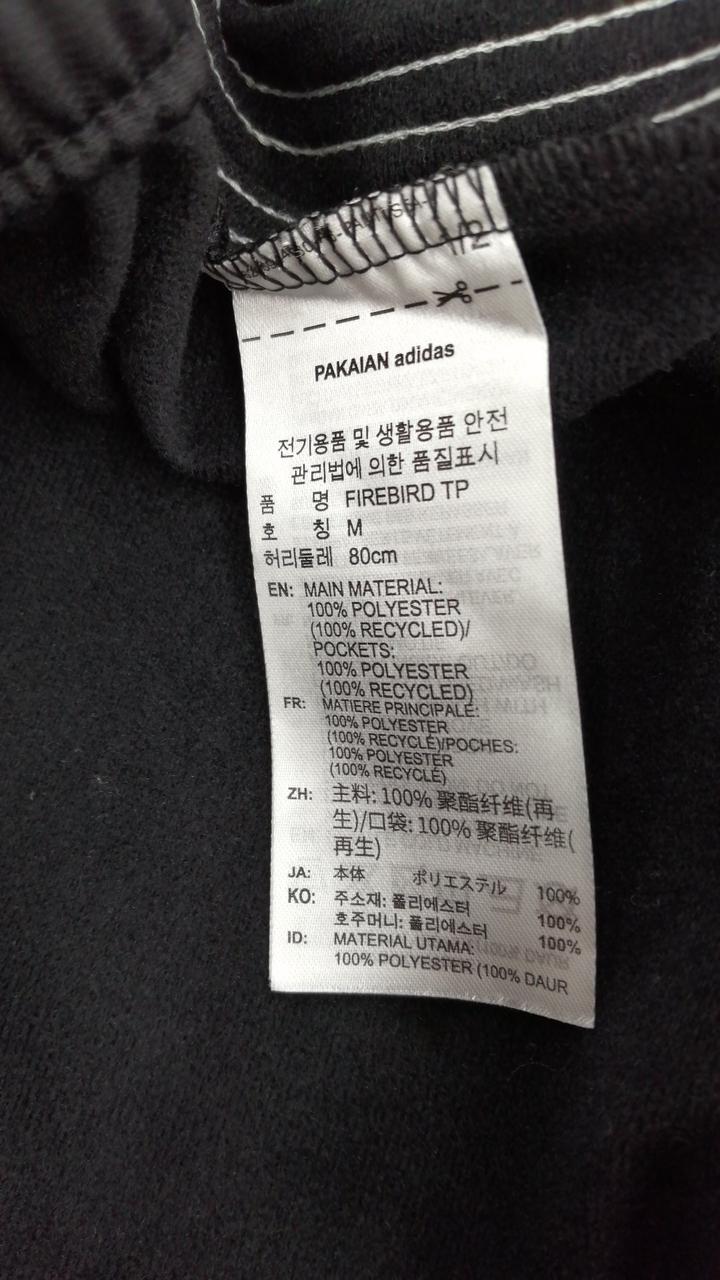 1/2
PAKAIAN adidas
전기용품 및 생활용품 안전
관리법에 의한 품질표시
품 명 FIREBIRD TP
호 칭 M
허리둘레 80cm
EN: MAIN MATERIAL:
100% POLYESTER
(100% RECYCLED)/
POCKETS:
100% POLYESTER
(100% RECYCLED)
FR: MATIERE PRINCIPALE:
100% POLYESTER
(100% RECYCLÉ)/POCHES:
100% POLYESTER
(100% RECYCLÉ)
ZH: 主料: 100% 聚酯纤维(再
生)/口袋: 100% 聚酯纤维(
再生)
JA: 本体 ポリエステル 100%
KO: 주소재: 폴리에스터 100%
호주머니: 폴리에스터 100%
ID: MATERIAL UTAMA:
100% POLYESTER (100% DAUR